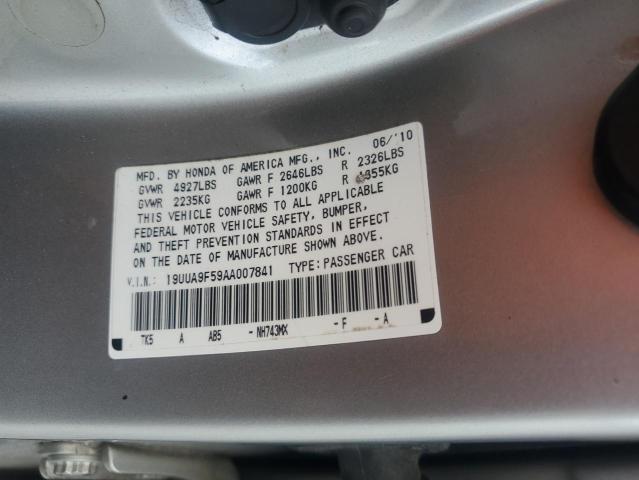 MFD. BY HONDA OF AMERICA MFG., INC. 06/'10
GVWR 4927LBS GAWR F 2646LBS R 2326LBS
GVWR 2235KG GAWR F 1200KG R 1055KG
THIS VEHICLE CONFORMS TO ALL APPLICABLE
FEDERAL MOTOR VEHICLE SAFETY, BUMPER,
AND THEFT PREVENTION STANDARDS IN EFFECT
ON THE DATE OF MANUFACTURE SHOWN ABOVE.
V.I.N.: 19UUA9F59AA007841 TYPE:PASSENGER CAR
TK5 A AB5 -NH743MX -F -A